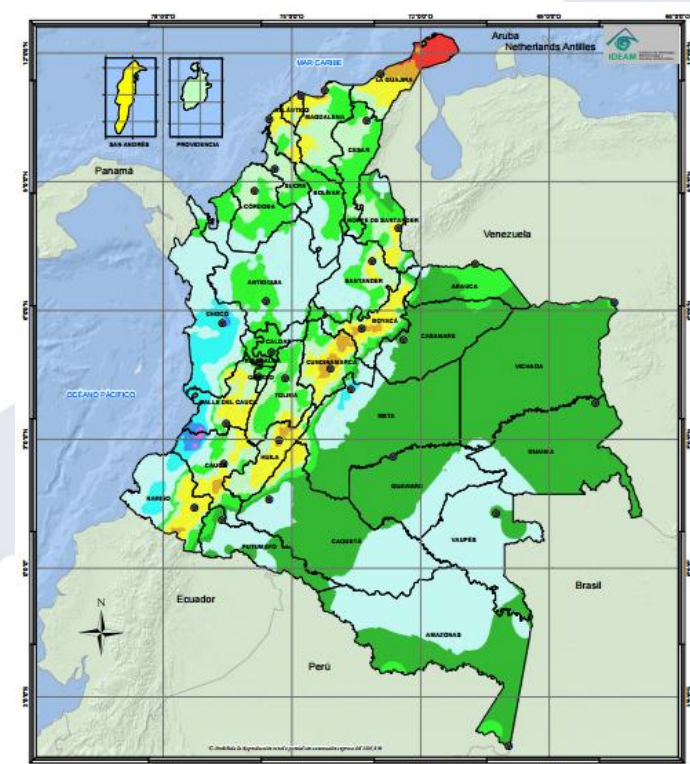 Aruba
Netherlands Antilles
IDEAM
MAR CARIBE
LA GUAJIRA
ATLÁNTICO
MAGDALENA
SAN ANDRÉS
PROVIDENCIA
CESAR
Panamá
SUCRE
BOLÍVAR
CÓRDOBA
NORTE DE SANTANDER
Venezuela
ANTIOQUIA
SANTANDER
ARAUCA
CHOCÓ
BOYACÁ
CASANARE
CALDAS
CUNDINAMARCA
VICHADA
OCÉANO PACÍFICO
VALLE DEL CAUCA
TOLIMA
META
GUAINÍA
HUILA
CAUCA
GUAVIARE
NARIÑO
CAQUETÁ
VAUPÉS
PUTUMAYO
Ecuador
Brasil
N
AMAZONAS
Perú